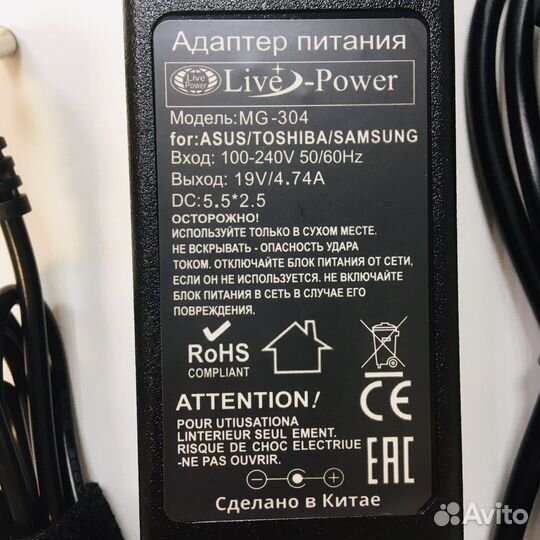 Адаптер питания
Live Power
Live-Power
Модель:MG-304
for:ASUS/TOSHIBA/SAMSUNG
Вход: 100-240V 50/60Hz
Выход: 19V/4.74A
DC:5.5*2.5
ОСТОРОЖНО!
ИСПОЛЬЗУЙТЕ ТОЛЬКО В СУХОМ МЕСТЕ.
НЕ ВСКРЫВАТЬ - ОПАСНОСТЬ УДАРА
ТОКОМ. ОТКЛЮЧАЙТЕ БЛОК ПИТАНИЯ ОТ СЕТИ,
ЕСЛИ ОН НЕ ИСПОЛЬЗУЕТСЯ. НЕ ВКЛЮЧАЙТЕ
БЛОК ПИТАНИЯ В СЕТЬ В СЛУЧАЕ ЕГО
ПОВРЕЖДЕНИЯ.
RoHS
COMPLIANT
CE
ATTENTION!
POUR UTIUSATIONA
LINTERIEUR SEUL EMENT.
RISQUE DE CHOC ELECTRIUE
-NE PAS OUVRIR.
EAC
- +
Сделано в Китае
Avito